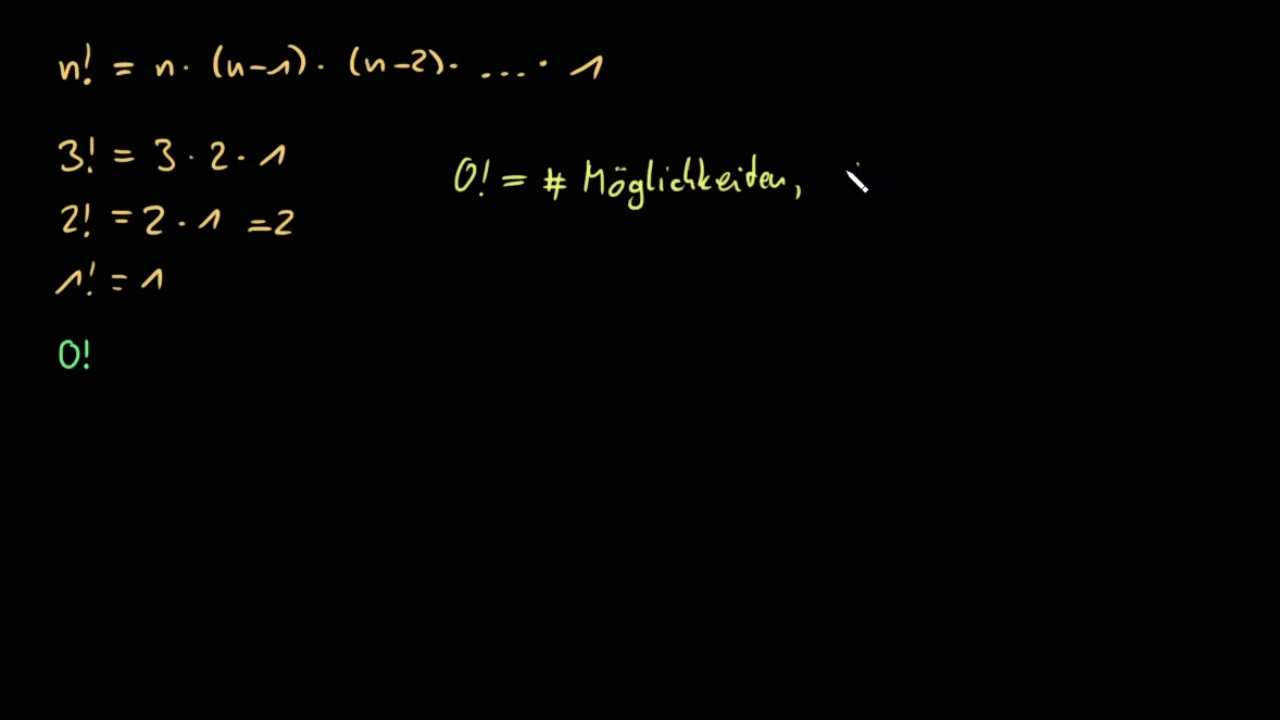 n! = n · (n-1) · (n-2) · ... · 1
3! = 3 · 2 · 1
0! = # Möglichkeiten,
2! = 2 · 1 = 2
1! = 1
0!